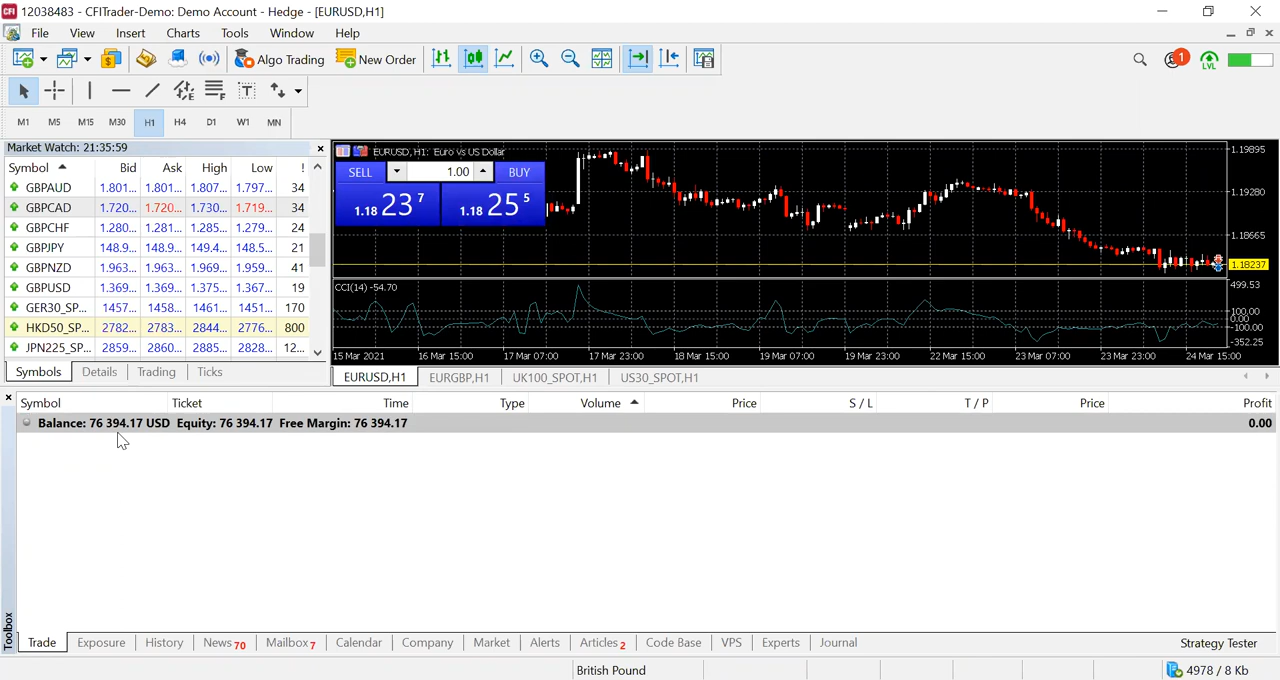 CFI 12038483 - CFITrader-Demo: Demo Account - Hedge - [EURUSD,H1]
File View Insert Charts Tools Window Help
Algo Trading New Order 1 LVL
E F T
M1 M5 M15 M30 H1 H4 D1 W1 MN
Market Watch: 21:35:59
Symbol Bid Ask High Low !
GBPAUD 1.801... 1.801... 1.807... 1.797... 34
GBPCAD 1.720... 1.720... 1.730... 1.719... 34
GBPCHF 1.280... 1.281... 1.285... 1.279... 24
GBPJPY 148.9... 148.9... 149.4... 148.5... 21
GBPNZD 1.963... 1.963... 1.969... 1.959... 41
GBPUSD 1.369... 1.369... 1.375... 1.367... 19
GER30_SP... 1457... 1458... 1461... 1451... 170
HKD50_SP... 2782... 2783... 2844... 2776... 800
JPN225_SP... 2859... 2860... 2885... 2828... 12...
Symbols Details Trading Ticks
EURUSD, H1: Euro vs US Dollar
SELL 1.00 BUY
1.18 23 7 1.18 25 5
1.19895
1.19280
1.18665
1.18237
CCI(14) -54.70
499.53
100.00
0.00
-100.00
-352.25
15 Mar 2021 16 Mar 15:00 17 Mar 07:00 17 Mar 23:00 18 Mar 15:00 19 Mar 07:00 19 Mar 23:00 22 Mar 15:00 23 Mar 07:00 23 Mar 23:00 24 Mar 15:00
EURUSD,H1 EURGBP,H1 UK100_SPOT,H1 US30_SPOT,H1
Symbol Ticket Time Type Volume Price S / L T / P Price Profit
Balance: 76 394.17 USD Equity: 76 394.17 Free Margin: 76 394.17 0.00
Toolbox
Trade Exposure History News 70 Mailbox 7 Calendar Company Market Alerts Articles 2 Code Base VPS Experts Journal Strategy Tester
British Pound 4978 / 8 Kb